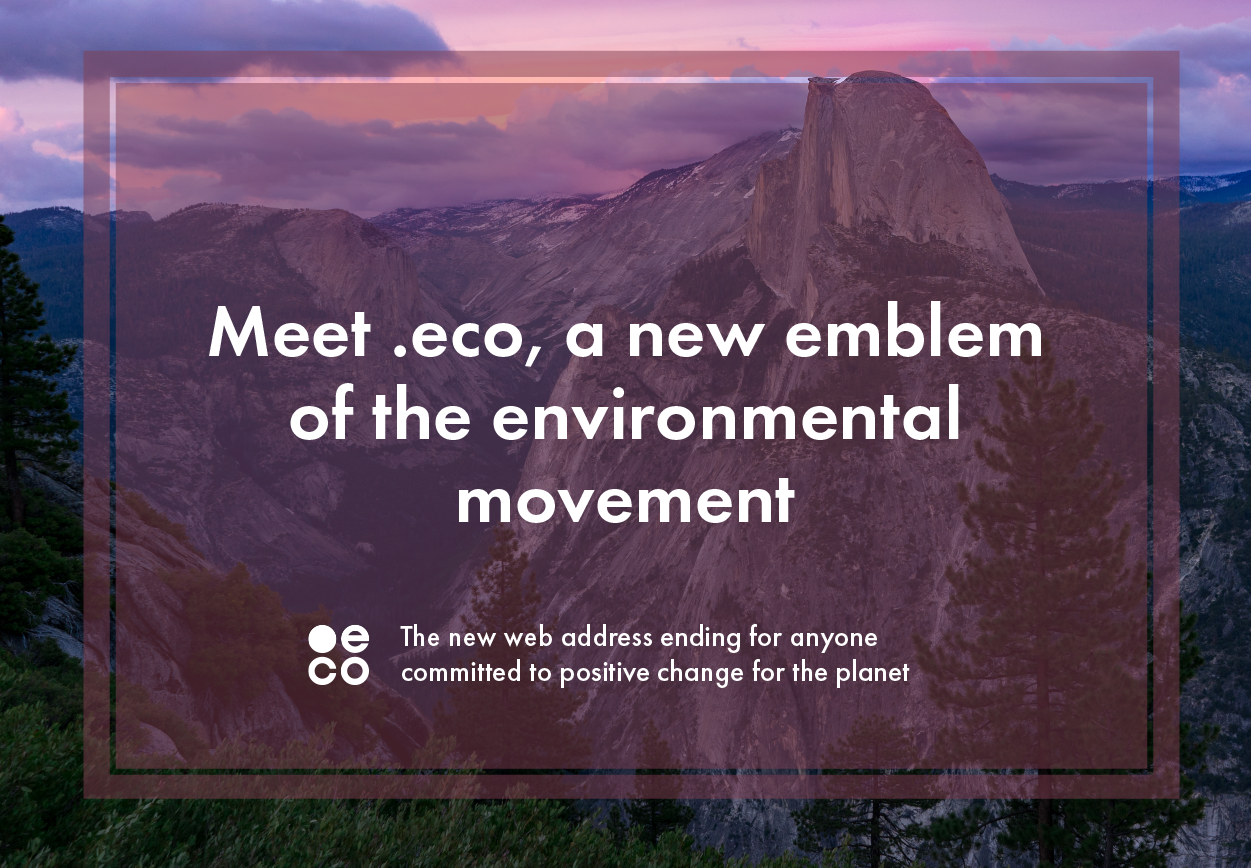 Meet .eco, a new emblem
of the environmental
movement
●e
co
The new web address ending for anyone
committed to positive change for the planet